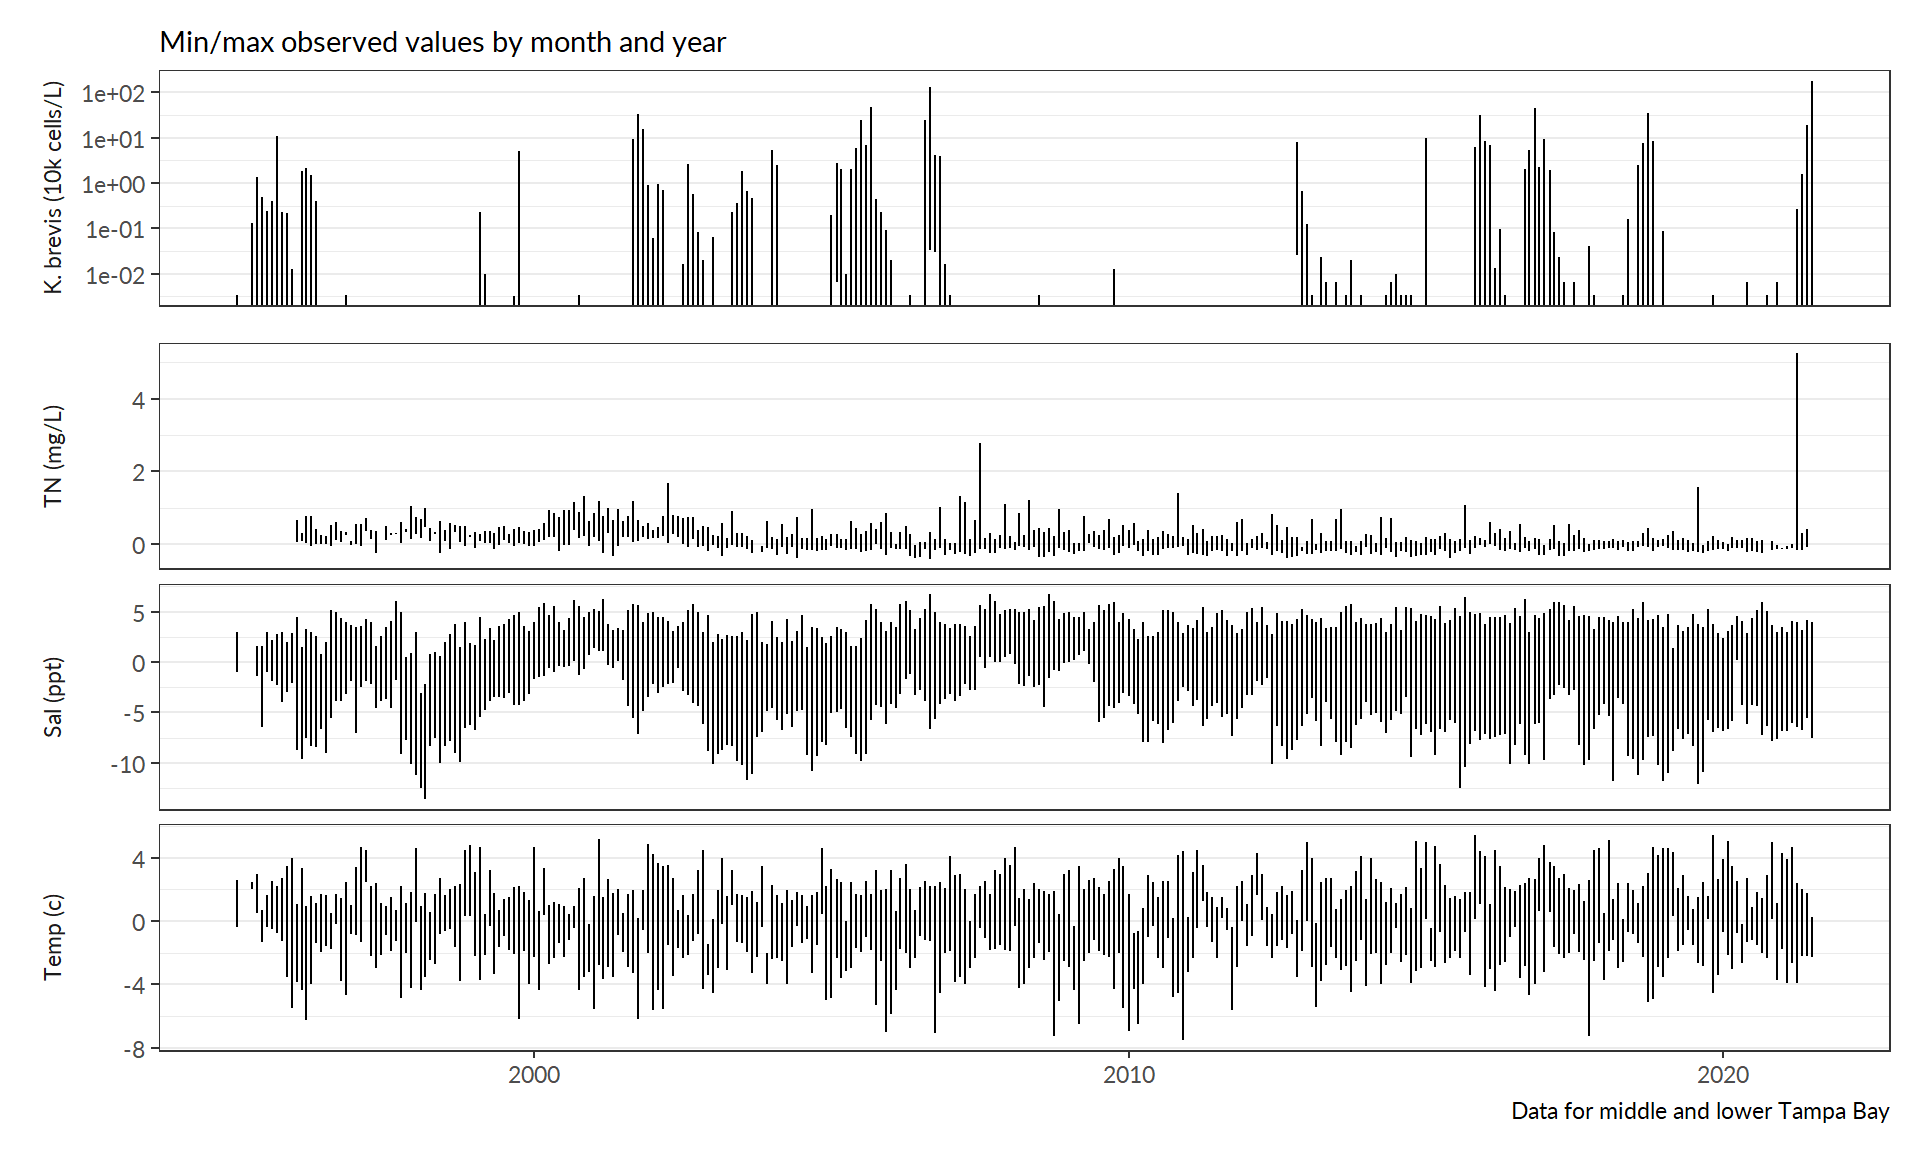 Min/max observed values by month and year
K. brevis (10k cells/L)
1e+02
1e+01
1e+00
1e-01
1e-02
TN (mg/L)
4
2
0
Sal (ppt)
5
0
-5
-10
Temp (c)
4
0
-4
-8
2000
2010
2020
Data for middle and lower Tampa Bay